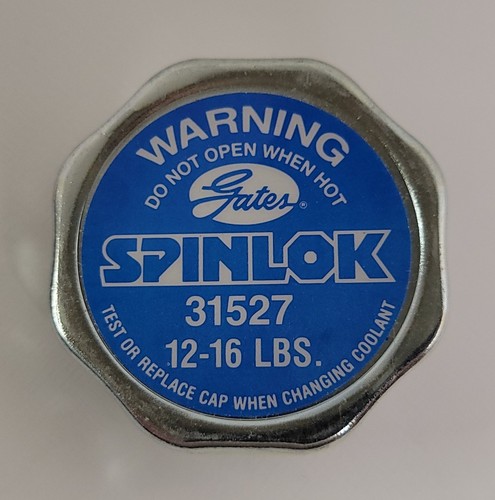 WARNING
DO NOT OPEN WHEN HOT
Gates®
SPINLOK
31527
12-16 LBS.
TEST OR REPLACE CAP WHEN CHANGING COOLANT